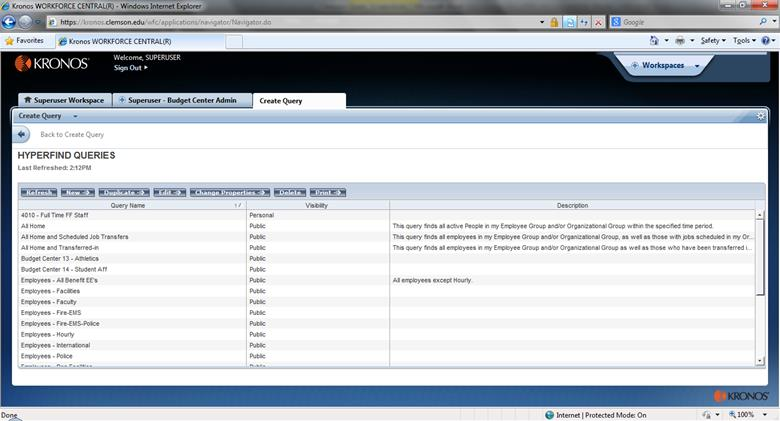 Kronos WORKFORCE CENTRAL(R) - Windows Internet Explorer
https://kronos.clemson.edu/wfc/applications/navigator/Navigator.do
Google
Favorites Kronos WORKFORCE CENTRAL(R) Safety Tools
KRONOS Welcome, SUPERUSER
Sign Out
Workspaces
Superuser Workspace Superuser - Budget Center Admin Create Query
Create Query
Back to Create Query
HYPERFIND QUERIES
Last Refreshed: 2:12PM
Refresh New Duplicate Edit Change Properties Delete Print
Query Name 1 Visibility Description
4010 - Full Time FF Staff Personal
All Home Public This query finds all active People in my Employee Group and/or Organizational Group within the specified time period.
All Home and Scheduled Job Transfers Public This query finds all employees in my Employee Group and/or Organizational Group, as well as those with jobs scheduled in my Or...
All Home and Transferred-in Public This query finds all employees in my Employee Group and/or Organizational Group as well as those who have been transferred i...
Budget Center 13 - Athletics Public
Budget Center 14 - Student Aff Public
Employees - All Benefit EE's Public All employees except Hourly.
Employees - Facilities Public
Employees - Faculty Public
Employees - Fire-EMS Public
Employees - Fire-EMS-Police Public
Employees - Hourly Public
Employees - International Public
Employees - Police Public
KRONOS
Done Internet | Protected Mode: On 100%